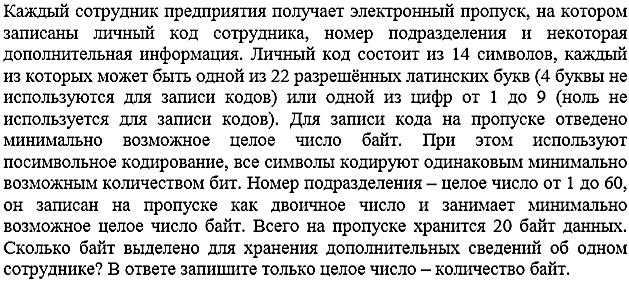 Каждый сотрудник предприятия получает электронный пропуск, на котором
записаны личный код сотрудника, номер подразделения и некоторая
дополнительная информация. Личный код состоит из 14 символов, каждый
из которых может быть одной из 22 разрешённых латинских букв (4 буквы не
используются для записи кодов) или одной из цифр от 1 до 9 (ноль не
используется для записи кодов). Для записи кода на пропуске отведено
минимально возможное целое число байт. При этом используют
посимвольное кодирование, все символы кодируют одинаковым минимально
возможным количеством бит. Номер подразделения – целое число от 1 до 60,
он записан на пропуске как двоичное число и занимает минимально
возможное целое число байт. Всего на пропуске хранится 20 байт данных.
Сколько байт выделено для хранения дополнительных сведений об одном
сотруднике? В ответе запишите только целое число – количество байт.